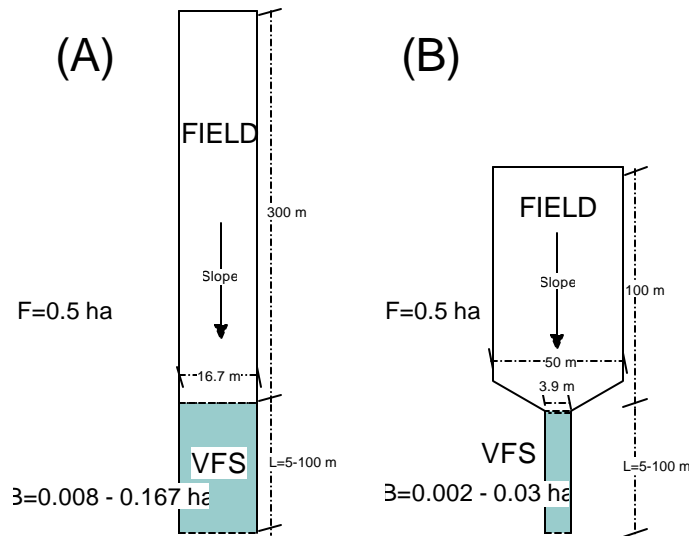 (A)
FIELD
300 m
Slope
F=0.5 ha
16.7 m
VFS
L=5-100 m
B=0.008 - 0.167 ha
(B)
FIELD
Slope
100 m
F=0.5 ha
50 m
3.9 m
VFS
L=5-100 m
B=0.002 - 0.03 ha